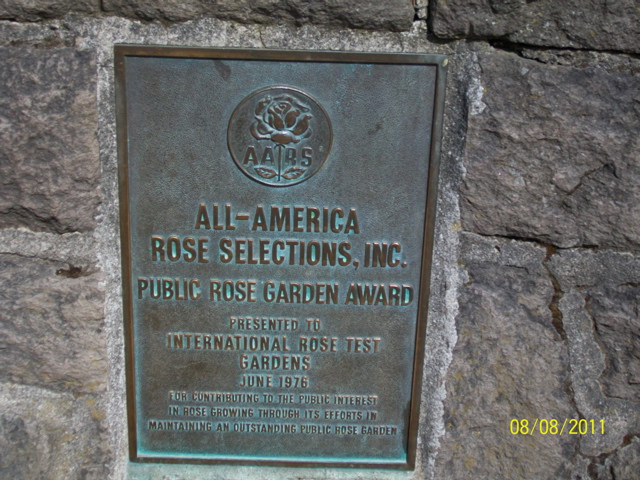 AARS
ALL-AMERICA
ROSE SELECTIONS, INC.
PUBLIC ROSE GARDEN AWARD
PRESENTED TO
INTERNATIONAL ROSE TEST
GARDENS
JUNE 1976
FOR CONTRIBUTING TO THE PUBLIC INTEREST
IN ROSE GROWING THROUGH ITS EFFORTS IN
MAINTAINING AN OUTSTANDING PUBLIC ROSE GARDEN
08/08/2011